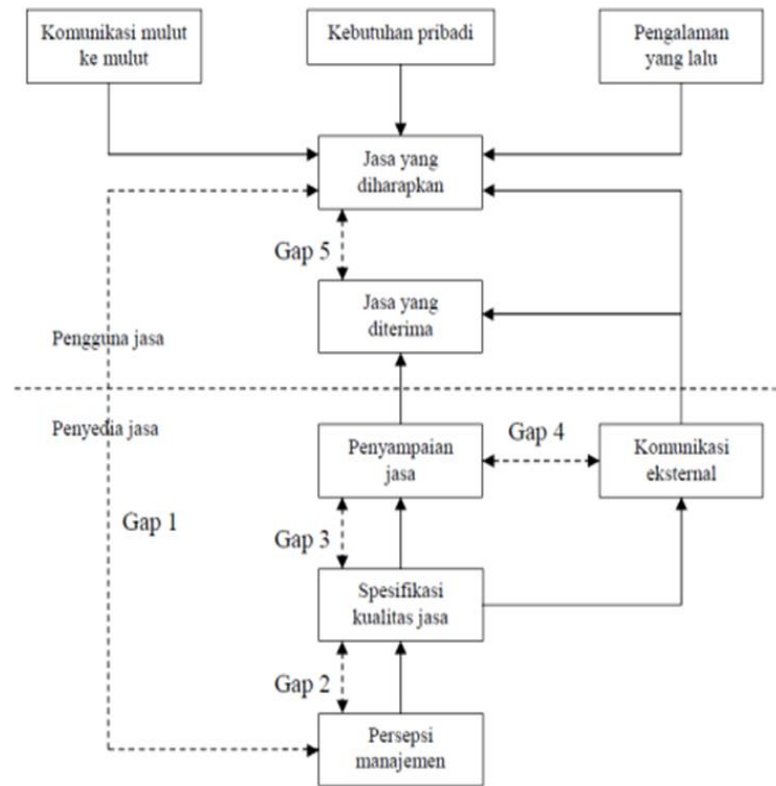 Komunikasi mulut
ke mulut
Kebutuhan pribadi
Pengalaman
yang lalu
Jasa yang
diharapkan
Gap 5
Jasa yang
diterima
Pengguna jasa
Penyedia jasa
Penyampaian
jasa
Gap 4
Komunikasi
eksternal
Gap 1
Gap 3
Spesifikasi
kualitas jasa
Gap 2
Persepsi
manajemen